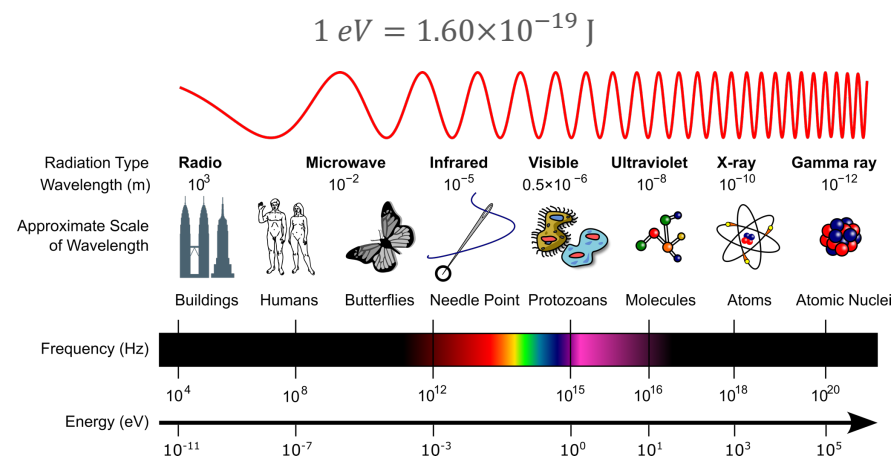 1 eV = 1.60×10⁻¹⁹ J
Radiation Type Radio Microwave Infrared Visible Ultraviolet X-ray Gamma ray
Wavelength (m) 10³ 10⁻² 10⁻⁵ 0.5×10⁻⁶ 10⁻⁸ 10⁻¹⁰ 10⁻¹²
Approximate Scale
of Wavelength
Buildings Humans Butterflies Needle Point Protozoans Molecules Atoms Atomic Nuclei
Frequency (Hz)
10⁴ 10⁸ 10¹² 10¹⁵ 10¹⁶ 10¹⁸ 10²⁰
Energy (eV)
10⁻¹¹ 10⁻⁷ 10⁻³ 10⁰ 10¹ 10³ 10⁵